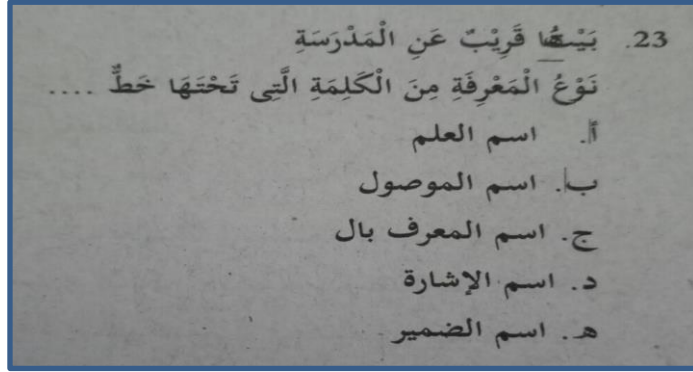 23. بَيْتُهَا قَرِيْبٌ عَنِ الْمَدْرَسَةِ
نَوْعُ الْمَعْرِفَةِ مِنَ الْكَلِمَةِ الَّتِى تَحْتَهَا خَطٌّ ....
أ. اسم العلم
ب. اسم الموصول
ج. اسم المعرف بال
د. اسم الإشارة
هـ. اسم الضمير